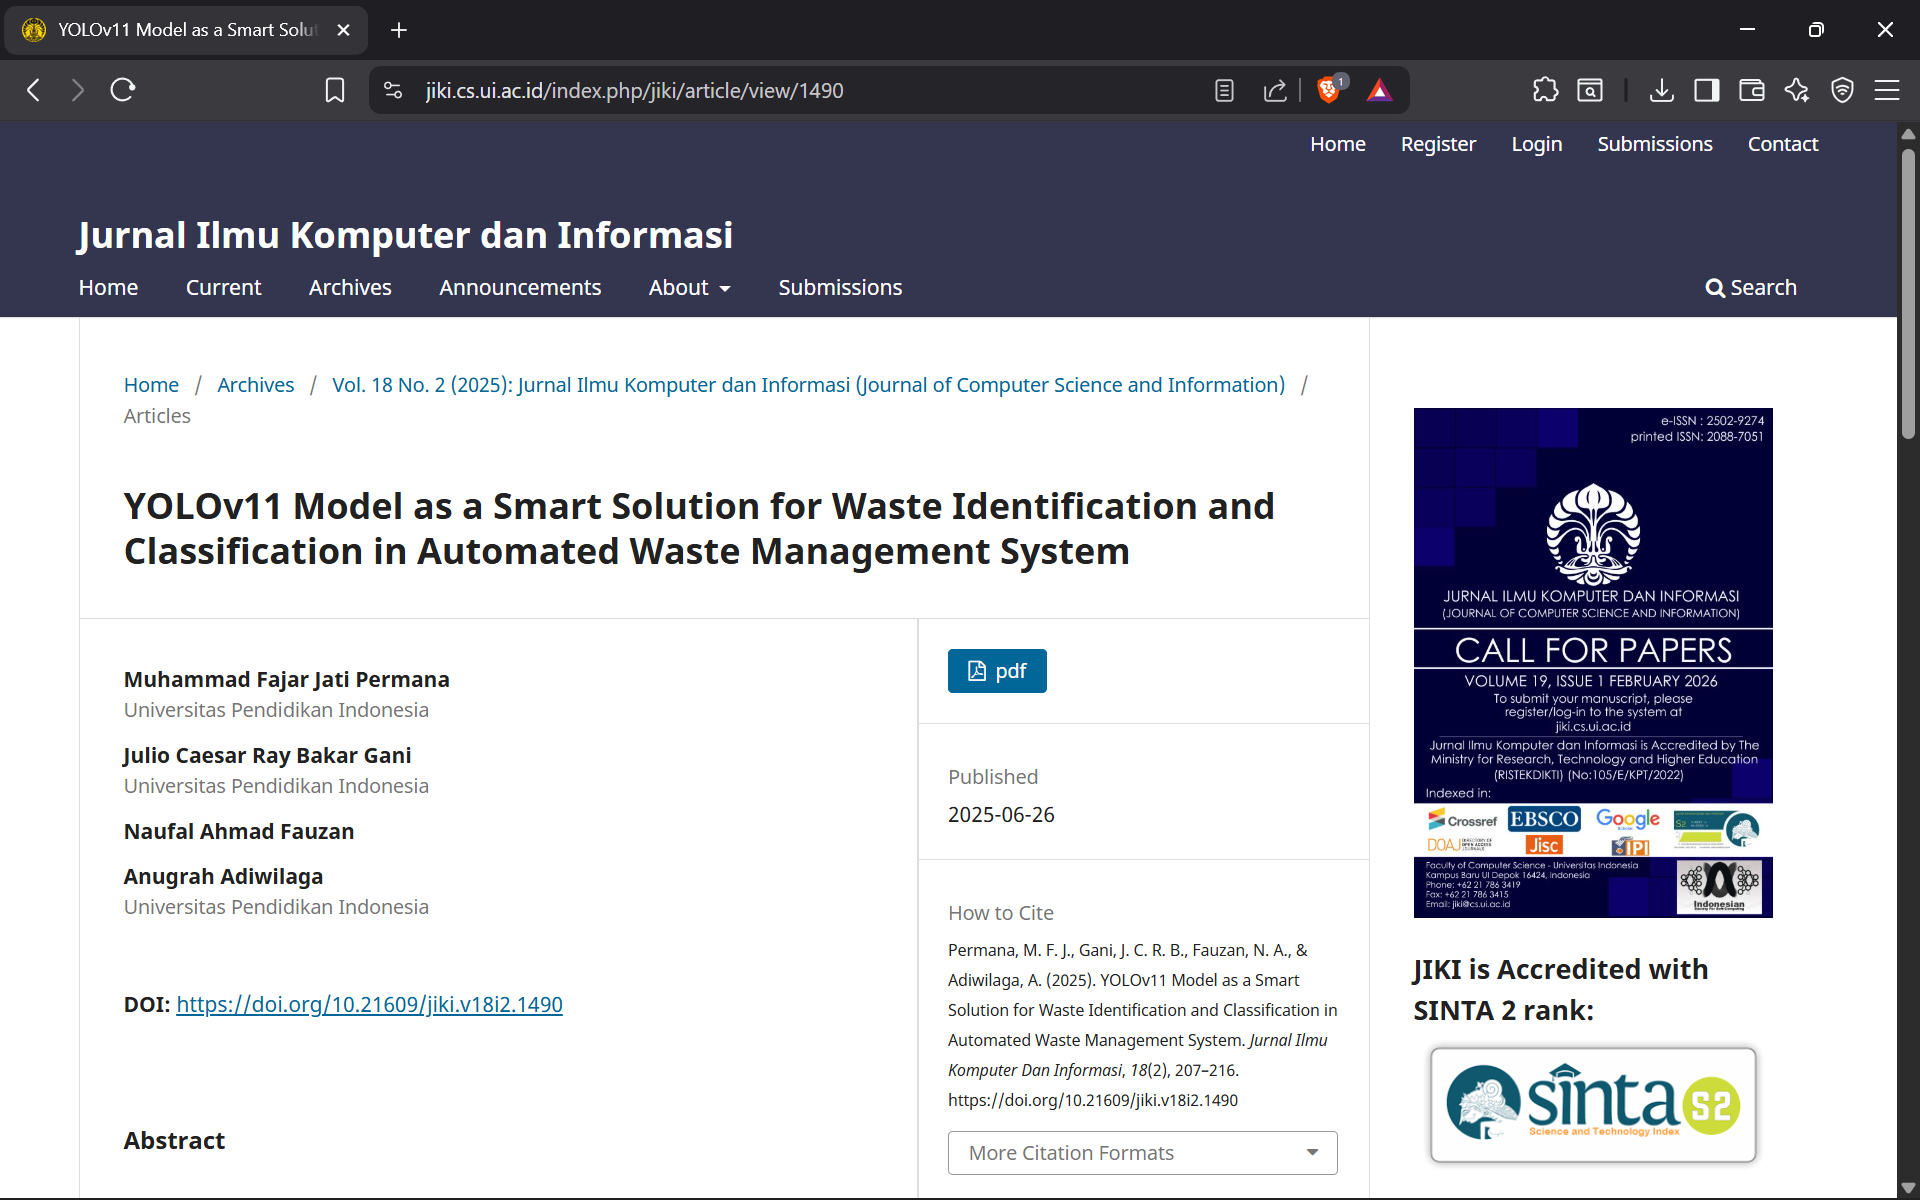 YOLOv11 Model as a Smart Solut
jiki.cs.ui.ac.id/index.php/jiki/article/view/1490
1
Home Register Login Submissions Contact
Jurnal Ilmu Komputer dan Informasi
Home Current Archives Announcements About Submissions Search
Home / Archives / Vol. 18 No. 2 (2025): Jurnal Ilmu Komputer dan Informasi (Journal of Computer Science and Information) /
Articles
YOLOv11 Model as a Smart Solution for Waste Identification and
Classification in Automated Waste Management System
Muhammad Fajar Jati Permana
Universitas Pendidikan Indonesia
Julio Caesar Ray Bakar Gani
Universitas Pendidikan Indonesia
Naufal Ahmad Fauzan
Anugrah Adiwilaga
Universitas Pendidikan Indonesia
DOI: https://doi.org/10.21609/jiki.v18i2.1490
Abstract
pdf
Published
2025-06-26
How to Cite
Permana, M. F. J., Gani, J. C. R. B., Fauzan, N. A., &
Adiwilaga, A. (2025). YOLOv11 Model as a Smart
Solution for Waste Identification and Classification in
Automated Waste Management System. Jurnal Ilmu
Komputer Dan Informasi, 18(2), 207–216.
https://doi.org/10.21609/jiki.v18i2.1490
More Citation Formats
e-ISSN : 2502-9274
printed ISSN: 2088-7051
JURNAL ILMU KOMPUTER DAN INFORMASI
(JOURNAL OF COMPUTER SCIENCE AND INFORMATION)
CALL FOR PAPERS
VOLUME 19, ISSUE 1 FEBRUARY 2026
To submit your manuscript, please
register/log-in to the system at
jiki.cs.ui.ac.id
Jurnal Ilmu Komputer dan Informasi is Accredited by The
Ministry for Research, Technology and Higher Education
(RISTEKDIKTI) (No:105/E/KPT/2022)
Indexed in:
Crossref EBSCO Google
DOAJ DIRECTORY OF OPEN ACCESS JOURNALS Jisc IPI
Faculty of Computer Science - Universitas Indonesia
Kampus Baru UI Depok 16424, Indonesia
Phone: +62 21 786 3419
Fax: +62 21 786 3415
Email: jiki@cs.ui.ac.id
Indonesian
JIKI is Accredited with
SINTA 2 rank:
sinta S2
Science and Technology Index